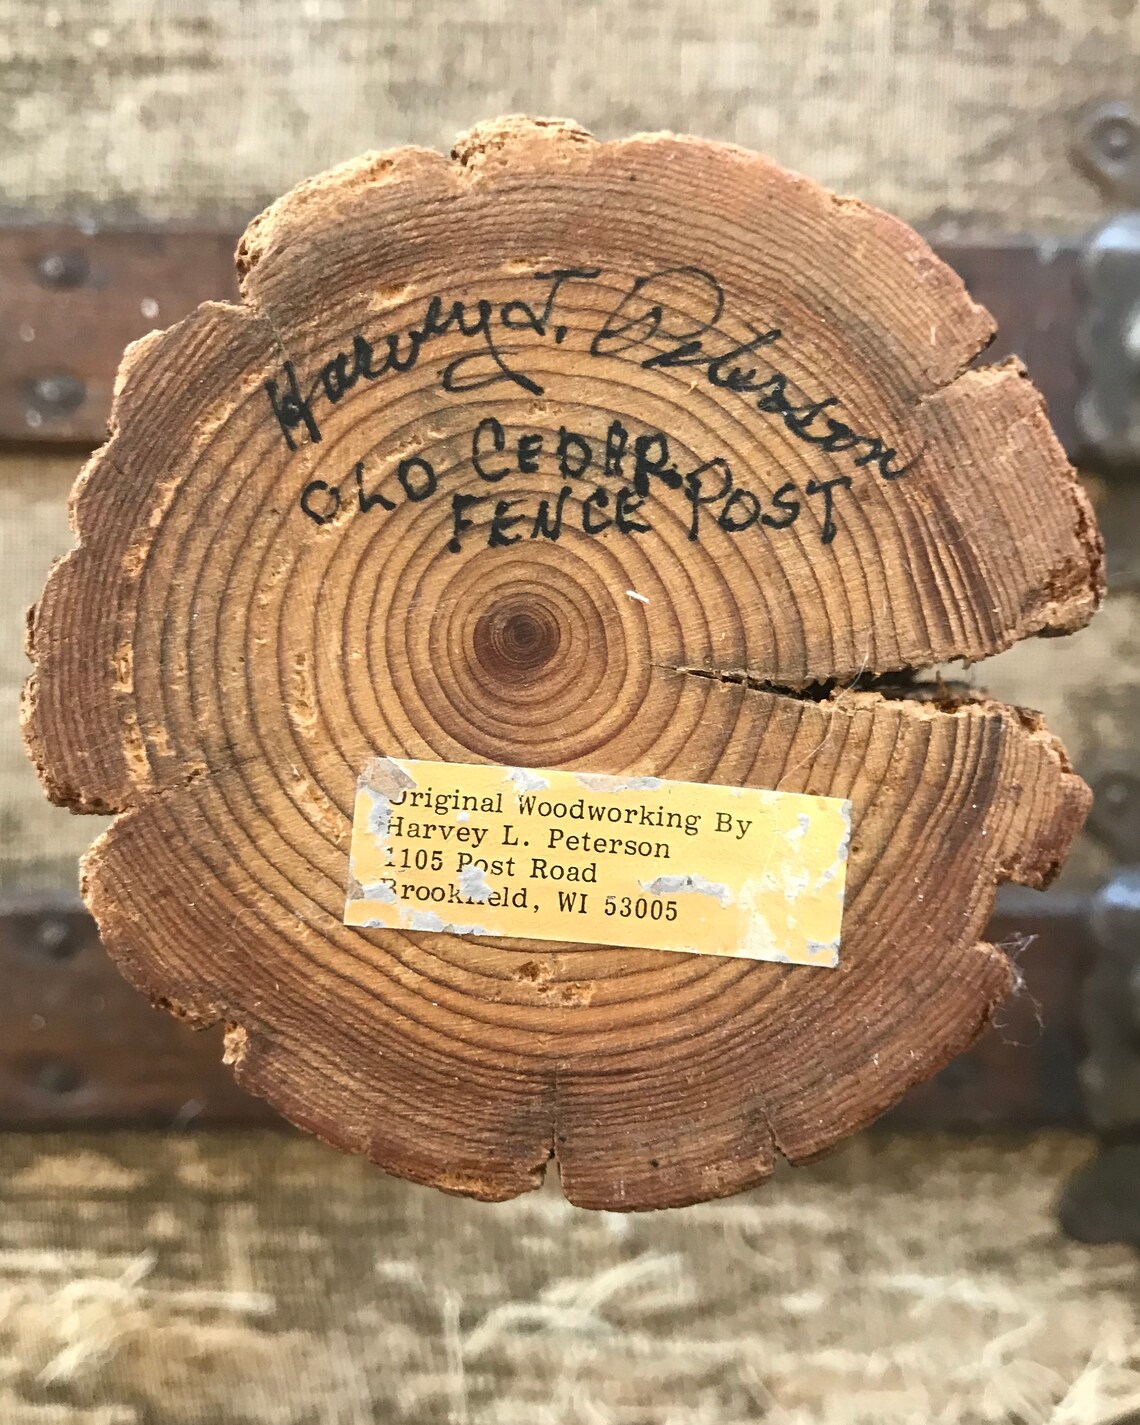 Harvey J. Peterson
OLD CEDAR
FENCE POST
Original Woodworking By
Harvey L. Peterson
1105 Post Road
Brookfield, WI 53005